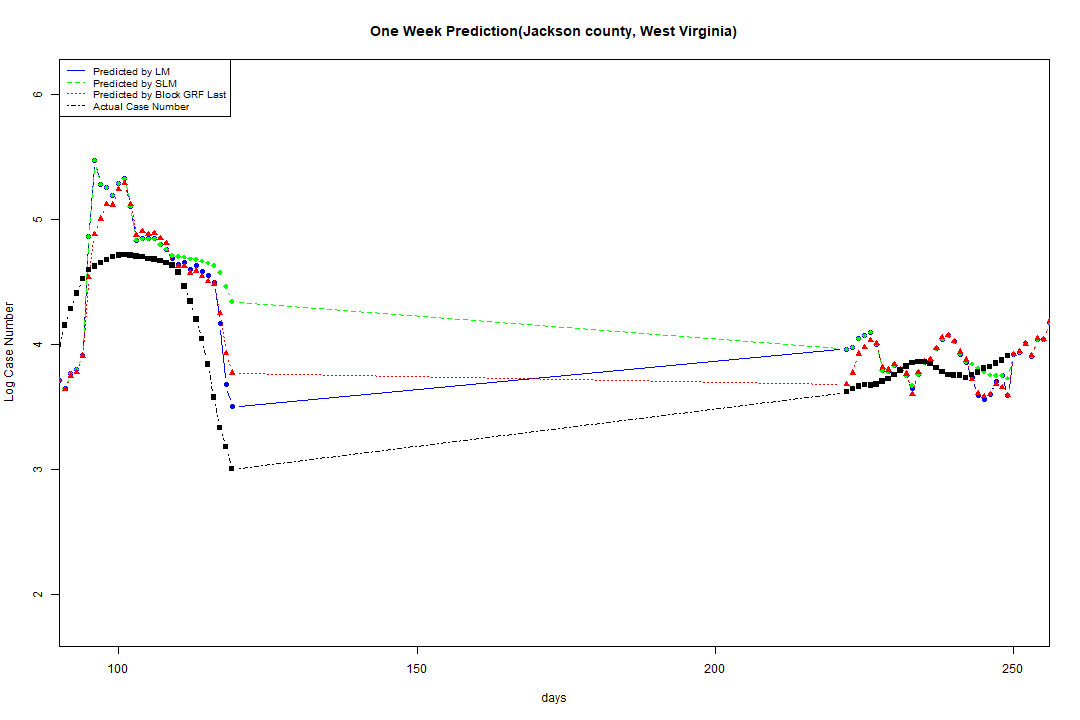 One Week Prediction(Jackson county, West Virginia)
Predicted by LM
Predicted by SLM
Predicted by Block GRF Last
Actual Case Number
Log Case Number
6
5
4
3
2
100 150 200 250
days